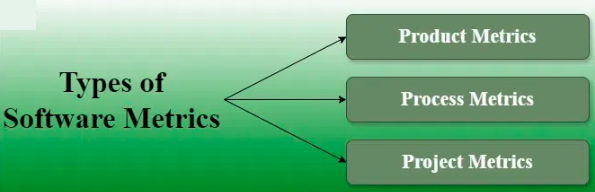 Types of
Software Metrics
Product Metrics
Process Metrics
Project Metrics